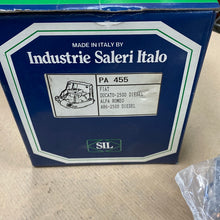 MADE IN ITALY BY
Industrie Saleri Italo
PA 455
FIAT
DUCATO-2500 DIESEL
ALFA ROMEO
AR6-2500 DIESEL
SIL